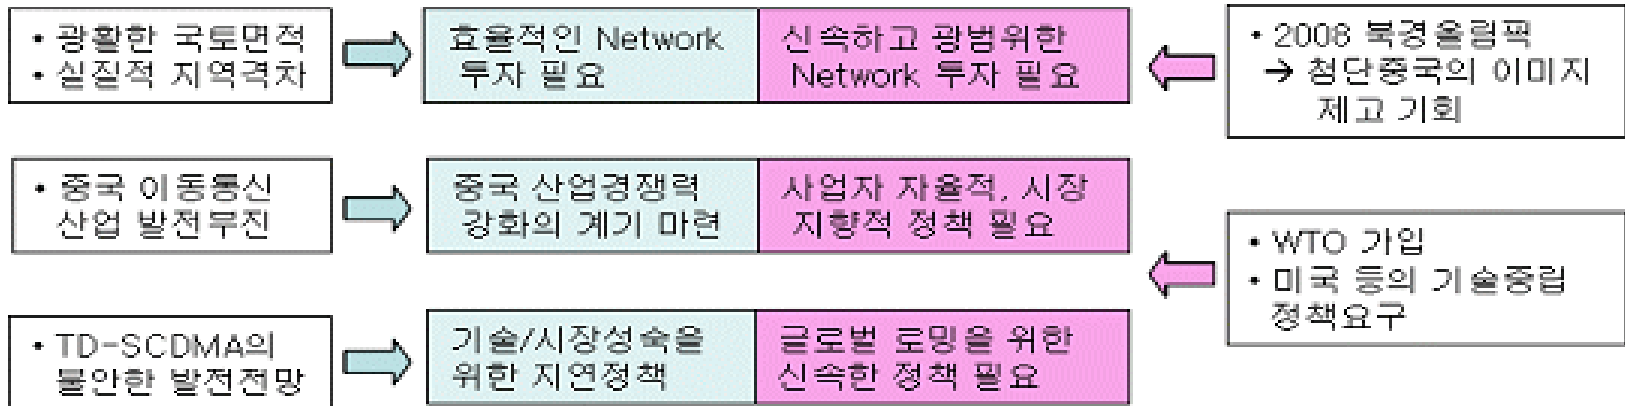 • 광활한 국토면적
• 실질적 지역격차
효율적인 Network
투자 필요
신속하고 광범위한
Network 투자 필요
• 2008 북경올림픽
→ 첨단중국의 이미지
제고 기회
• 중국 이동통신
산업 발전부진
중국 산업경쟁력
강화의 계기 마련
사업자 자율적, 시장
지향적 정책 필요
• WTO 가입
• 미국 등의 기술중립
정책요구
• TD-SCDMA의
불안한 발전전망
기술/시장성숙을
위한 지연정책
글로벌 로밍을 위한
신속한 정책 필요